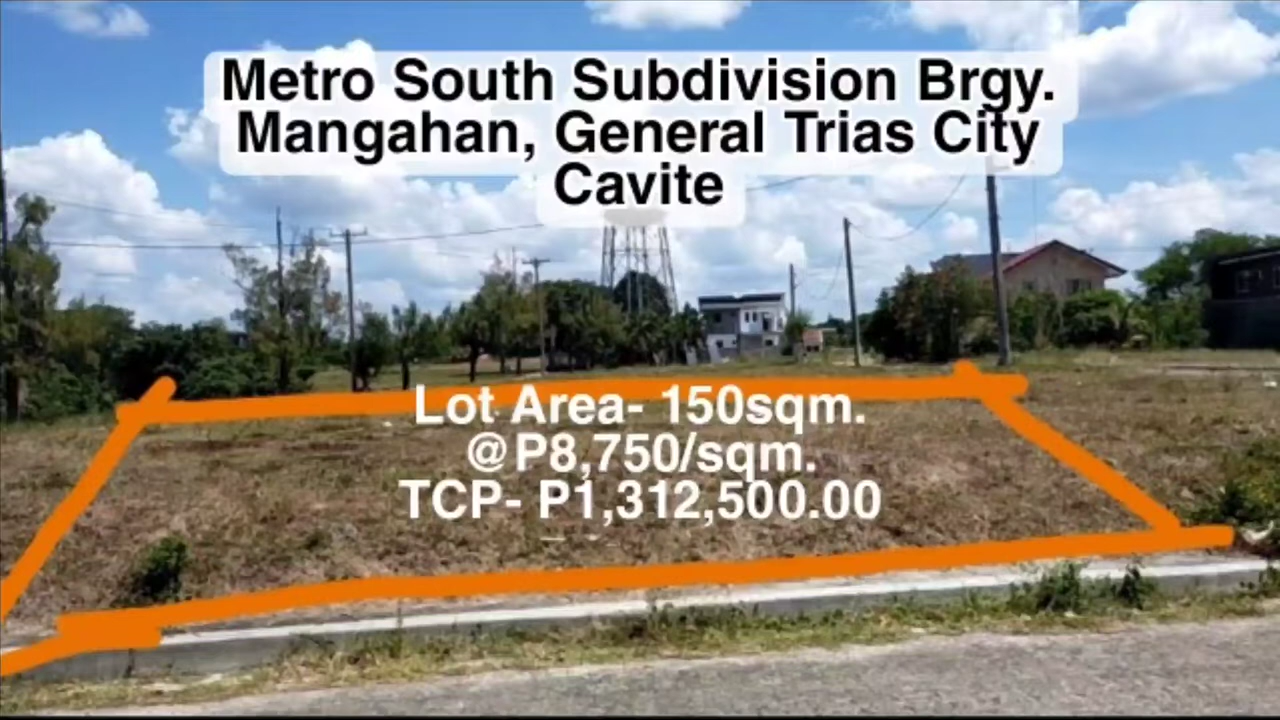 Metro South Subdivision Brgy.
Mangahan, General Trias City
Cavite
Lot Area- 150sqm.
@P8,750/sqm.
TCP- P1,312,500.00